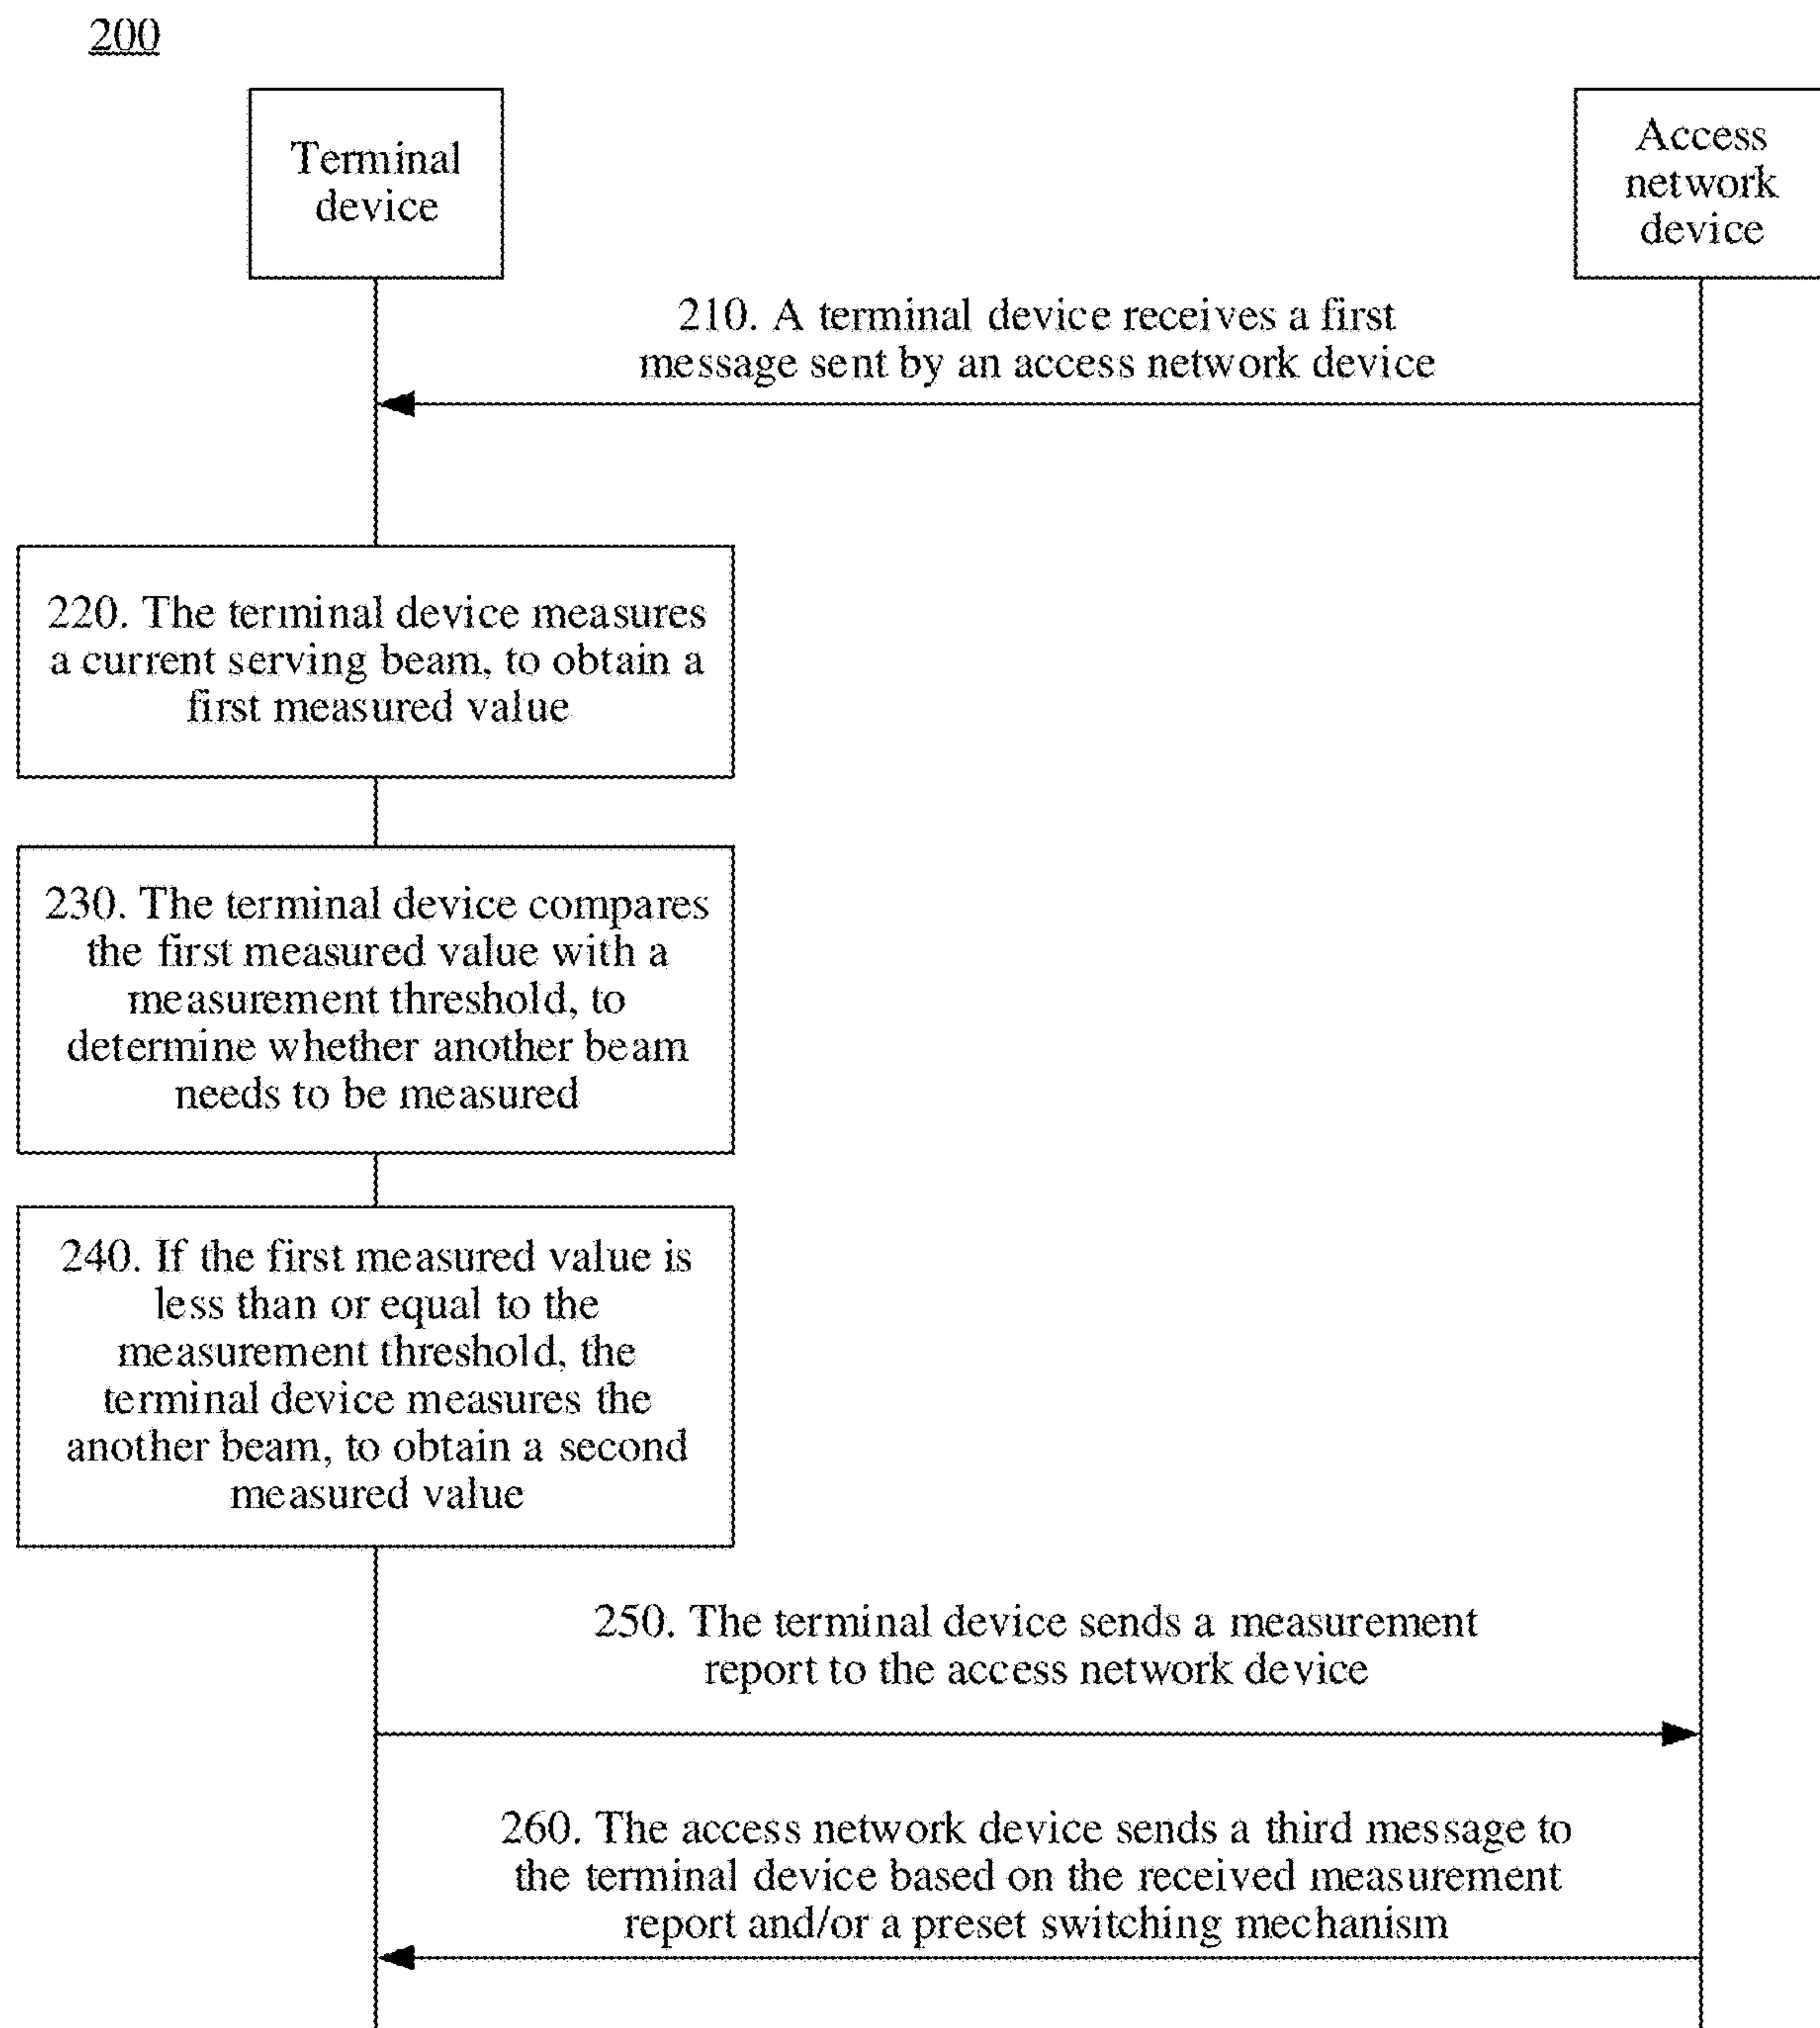 200
Terminal
device
Access
network
device
210. A terminal device receives a first
message sent by an access network device
220. The terminal device measures
a current serving beam, to obtain a
first measured value
230. The terminal device compares
the first measured value with a
measurement threshold, to
determine whether another beam
needs to be measured
240. If the first measured value is
less than or equal to the
measurement threshold, the
terminal device measures the
another beam, to obtain a second
measured value
250. The terminal device sends a measurement
report to the access network device
260. The access network device sends a third message to
the terminal device based on the received measurement
report and/or a preset switching mechanism